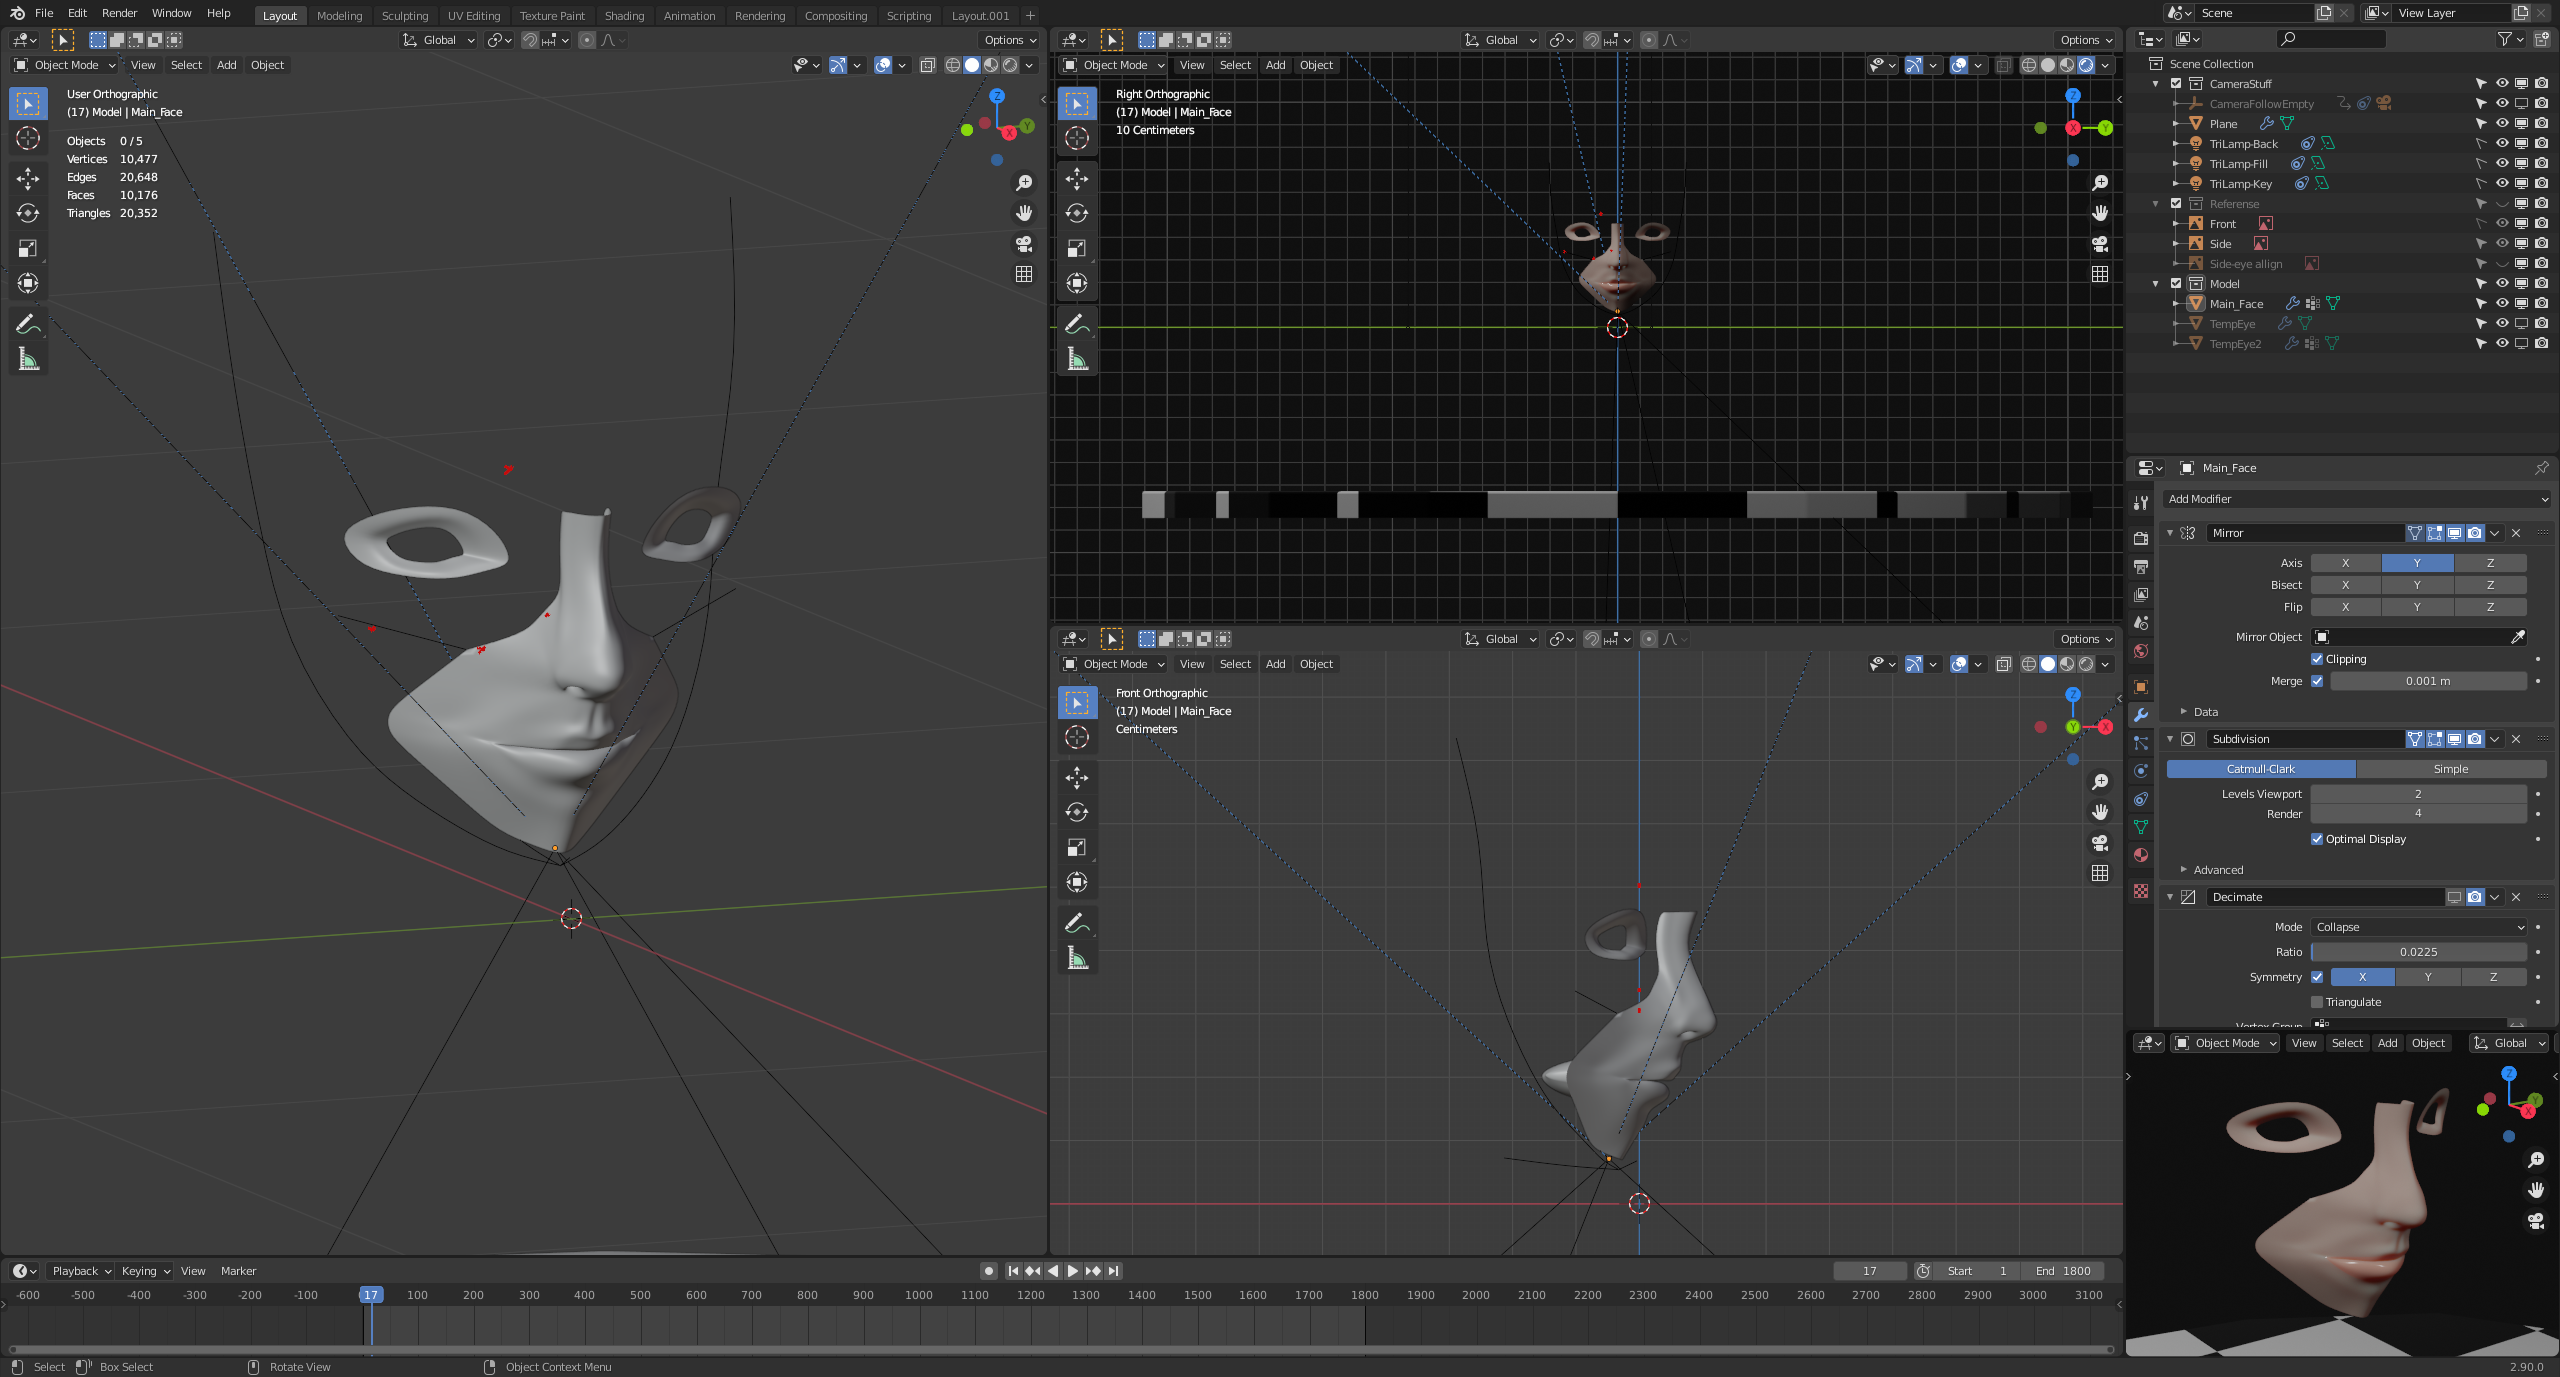 File Edit Render Window Help Layout Modeling Sculpting UV Editing Texture Paint Shading Animation Rendering Compositing Scripting Layout.001 + Scene View Layer
Global Options
Object Mode View Select Add Object
User Orthographic
(17) Model | Main_Face
Objects 0 / 5
Vertices 10,477
Edges 20,648
Faces 10,176
Triangles 20,352
Z
Y
X
Global Options
Object Mode View Select Add Object
Right Orthographic
(17) Model | Main_Face
10 Centimeters
Z
X Y
Global Options
Object Mode View Select Add Object
Front Orthographic
(17) Model | Main_Face
Centimeters
Z
Y X
Scene Collection
CameraStuff
CameraFollowEmpty
Plane
TriLamp-Back
TriLamp-Fill
TriLamp-Key
Referense
Front
Side
Side-eye allign
Model
Main_Face
TempEye
TempEye2
Main_Face
Add Modifier
Mirror
Axis X Y Z
Bisect X Y Z
Flip X Y Z
Mirror Object
Clipping
Merge 0.001 m
Data
Subdivision
Catmull-Clark Simple
Levels Viewport 2
Render 4
Optimal Display
Advanced
Decimate
Mode Collapse
Ratio 0.0225
Symmetry X Y Z
Triangulate
Vertex Group
Object Mode View Select Add Object Global
Z
Y
X
Playback Keying View Marker 17 Start 1 End 1800
-600 -500 -400 -300 -200 -100 17 100 200 300 400 500 600 700 800 900 1000 1100 1200 1300 1400 1500 1600 1700 1800 1900 2000 2100 2200 2300 2400 2500 2600 2700 2800 2900 3000 3100
Select Box Select Rotate View Object Context Menu 2.90.0